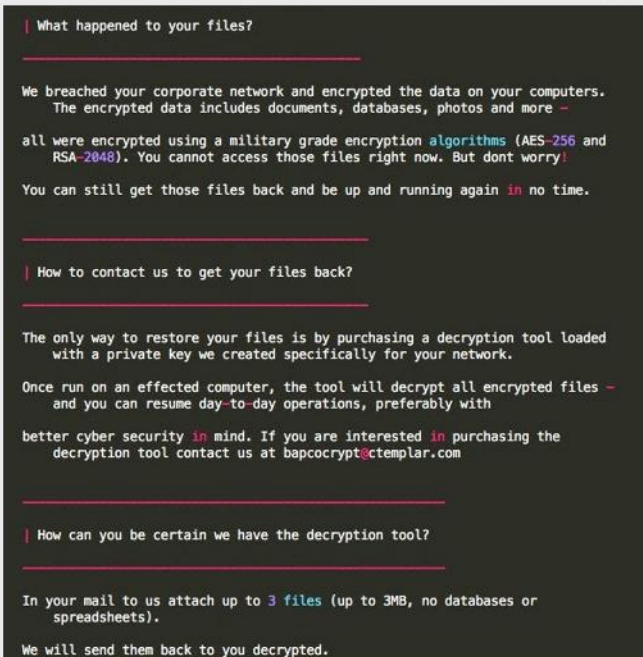 | What happened to your files?
We breached your corporate network and encrypted the data on your computers.
The encrypted data includes documents, databases, photos and more –
all were encrypted using a military grade encryption algorithms (AES-256 and
RSA-2048). You cannot access those files right now. But dont worry!
You can still get those files back and be up and running again in no time.
| How to contact us to get your files back?
The only way to restore your files is by purchasing a decryption tool loaded
with a private key we created specifically for your network.
Once run on an effected computer, the tool will decrypt all encrypted files –
and you can resume day-to-day operations, preferably with
better cyber security in mind. If you are interested in purchasing the
decryption tool contact us at bapcocrypt@ctemplar.com
| How can you be certain we have the decryption tool?
In your mail to us attach up to 3 files (up to 3MB, no databases or
spreadsheets).
We will send them back to you decrypted.